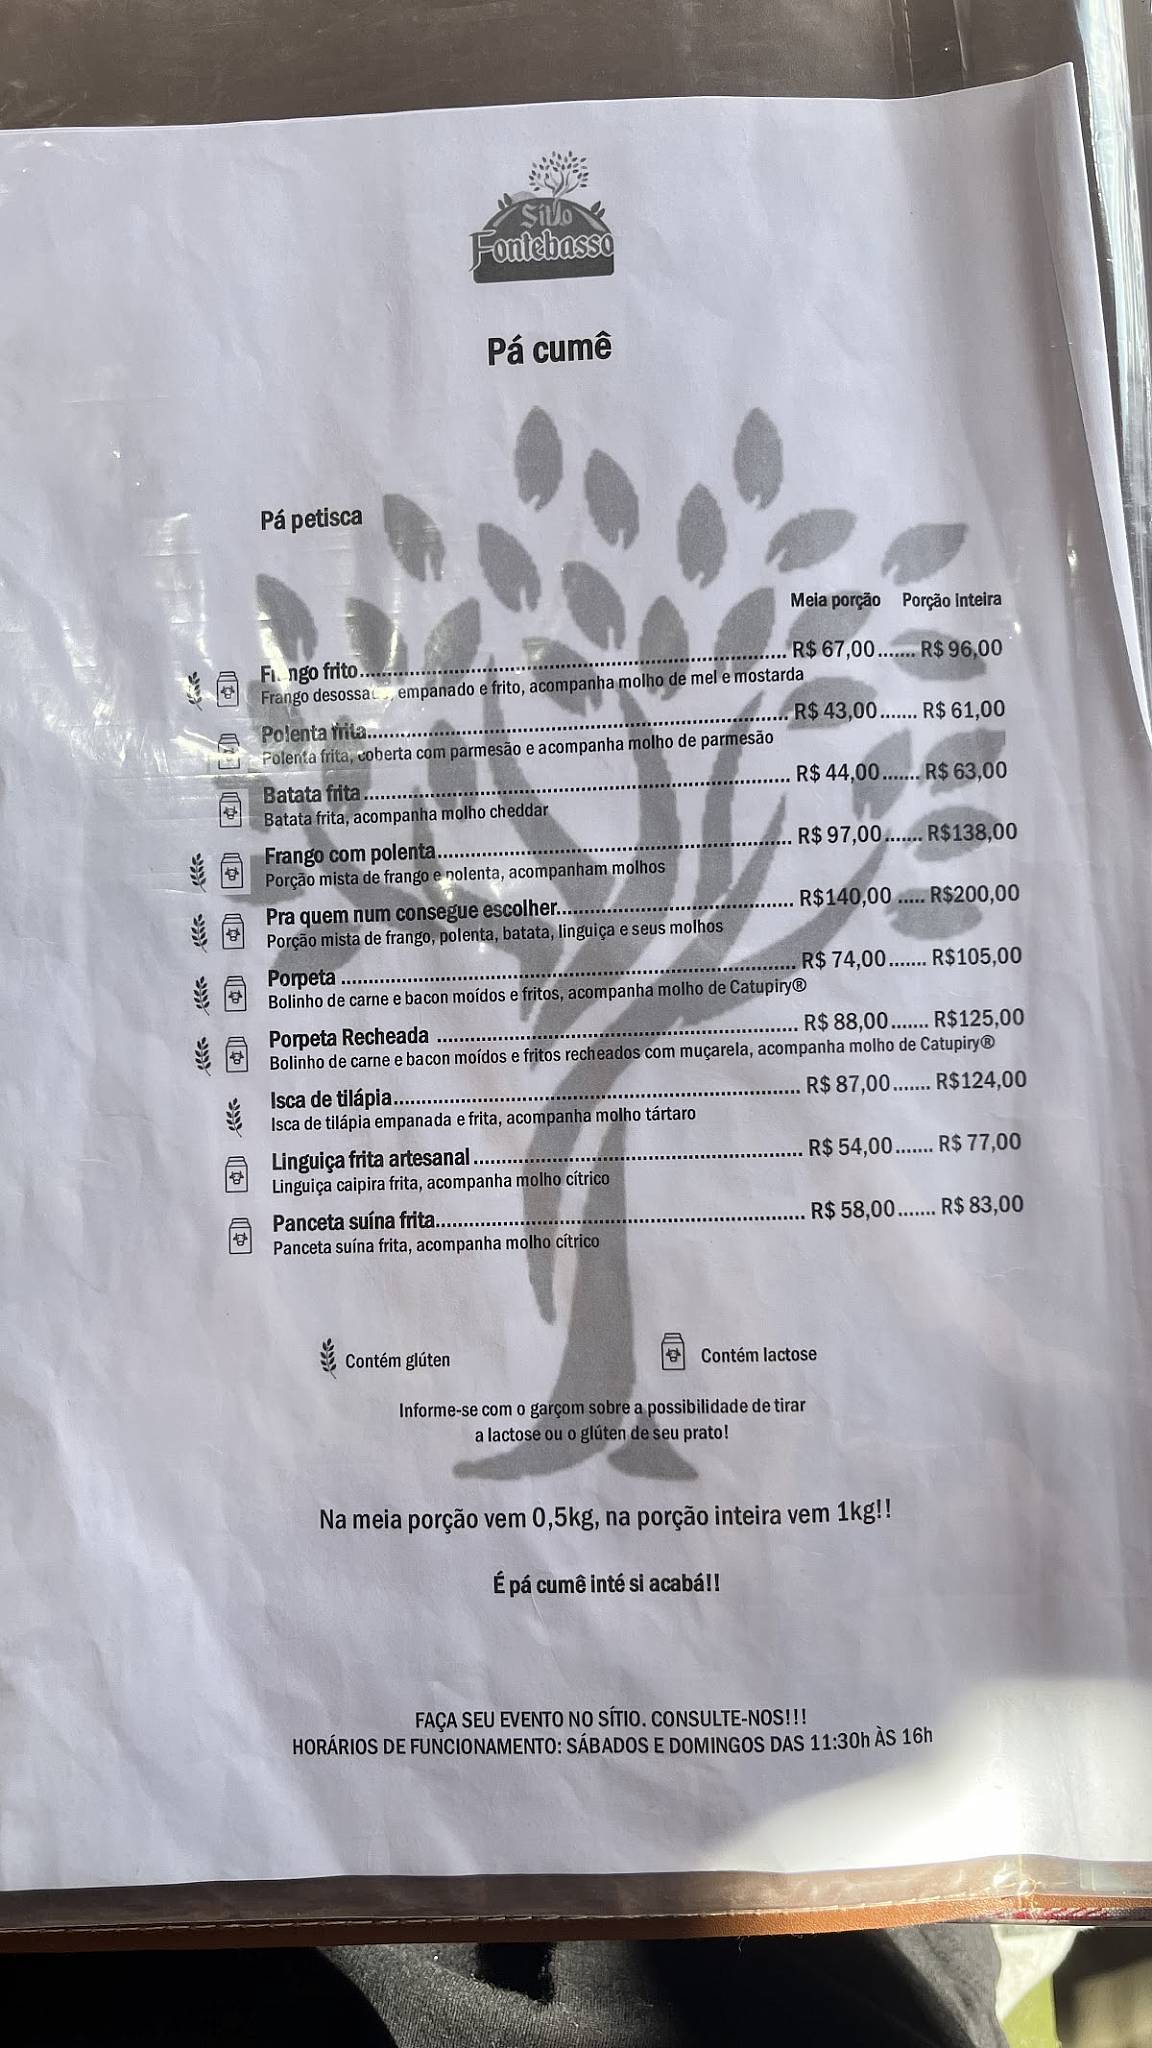 Sítio
Fontebasso
Pá cumê
Pá petisca
Meia porção Porção inteira
Frango frito R$ 67,00 R$ 96,00
Frango desossado, empanado e frito, acompanha molho de mel e mostarda
Polenta frita R$ 43,00 R$ 61,00
Polenta frita, coberta com parmesão e acompanha molho de parmesão
Batata frita R$ 44,00 R$ 63,00
Batata frita, acompanha molho cheddar
Frango com polenta R$ 97,00 R$138,00
Porção mista de frango e polenta, acompanham molhos
Pra quem num consegue escolher R$140,00 R$200,00
Porção mista de frango, polenta, batata, linguiça e seus molhos
Porpeta R$ 74,00 R$105,00
Bolinho de carne e bacon moídos e fritos, acompanha molho de Catupiry®
Porpeta Recheada R$ 88,00 R$125,00
Bolinho de carne e bacon moídos e fritos recheados com muçarela, acompanha molho de Catupiry®
Isca de tilápia R$ 87,00 R$124,00
Isca de tilápia empanada e frita, acompanha molho tártaro
Linguiça frita artesanal R$ 54,00 R$ 77,00
Linguiça caipira frita, acompanha molho cítrico
Panceta suína frita R$ 58,00 R$ 83,00
Panceta suína frita, acompanha molho cítrico
Contém glúten Contém lactose
Informe-se com o garçom sobre a possibilidade de tirar
a lactose ou o glúten de seu prato!
Na meia porção vem 0,5kg, na porção inteira vem 1kg!!
É pá cumê inté si acabá!!
FAÇA SEU EVENTO NO SÍTIO. CONSULTE-NOS!!!
HORÁRIOS DE FUNCIONAMENTO: SÁBADOS E DOMINGOS DAS 11:30h ÀS 16h